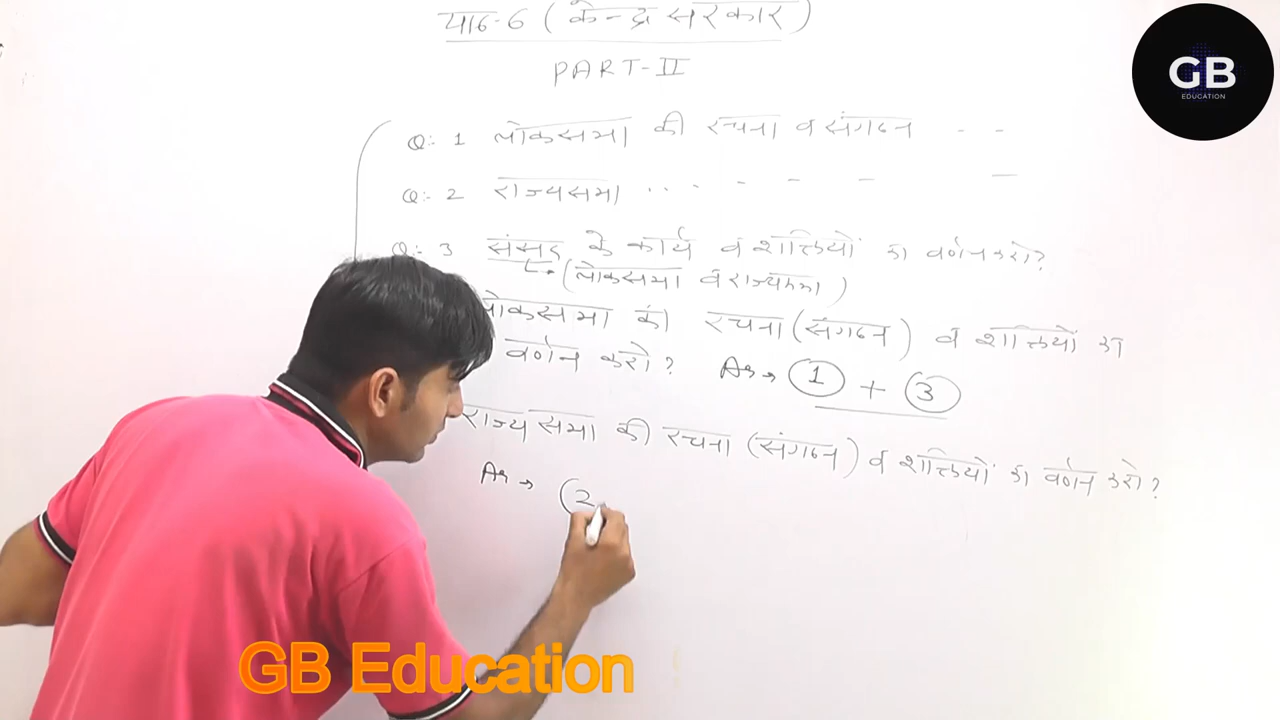 पाठ-6 (केन्द्र सरकार)
PART-II
GB
EDUCATION
Q:- 1 लोकसभा की रचना व संगठन - -
Q:- 2 राज्यसभा ... - - - - —
Q:- 3 संसद के कार्य व शक्तियों का वर्णन करो?
(लोकसभा व राज्यसभा)
लोकसभा की रचना (संगठन) व शक्तियों का
वर्णन करो? Ans → 1 + 3
राज्य सभा की रचना (संगठन) व शक्तियों का वर्णन करो?
Ans → (2
GB Education